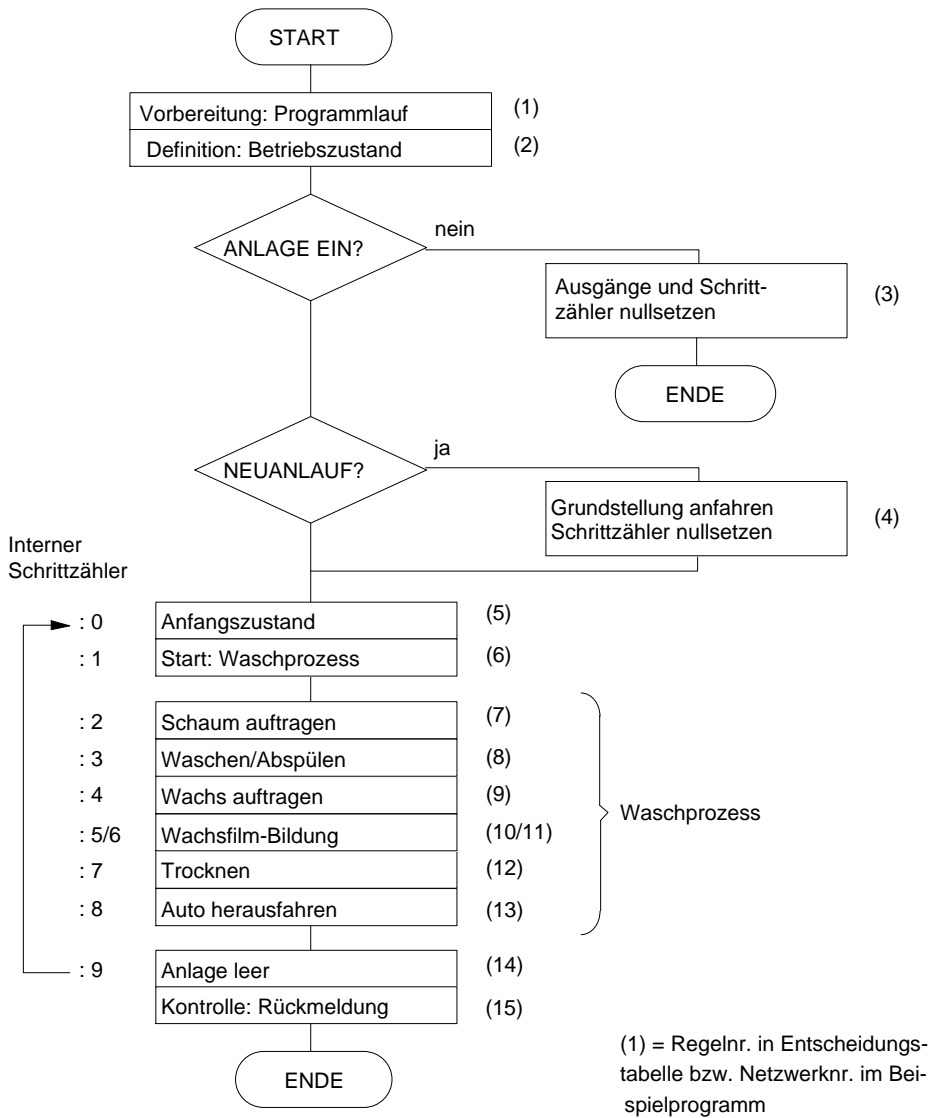 START
Vorbereitung: Programmlauf (1)
Definition: Betriebszustand (2)
ANLAGE EIN?
nein
Ausgänge und Schritt-
zähler nullsetzen
(3)
ENDE
NEUANLAUF?
ja
Grundstellung anfahren
Schrittzähler nullsetzen
(4)
Interner
Schrittzähler
: 0 Anfangszustand (5)
: 1 Start: Waschprozess (6)
: 2 Schaum auftragen (7)
: 3 Waschen/Abspülen (8)
: 4 Wachs auftragen (9)
: 5/6 Wachsfilm-Bildung (10/11)
: 7 Trocknen (12)
: 8 Auto herausfahren (13)
Waschprozess
: 9 Anlage leer (14)
Kontrolle: Rückmeldung (15)
ENDE
(1) = Regelnr. in Entscheidungs-
tabelle bzw. Netzwerknr. im Bei-
spielprogramm